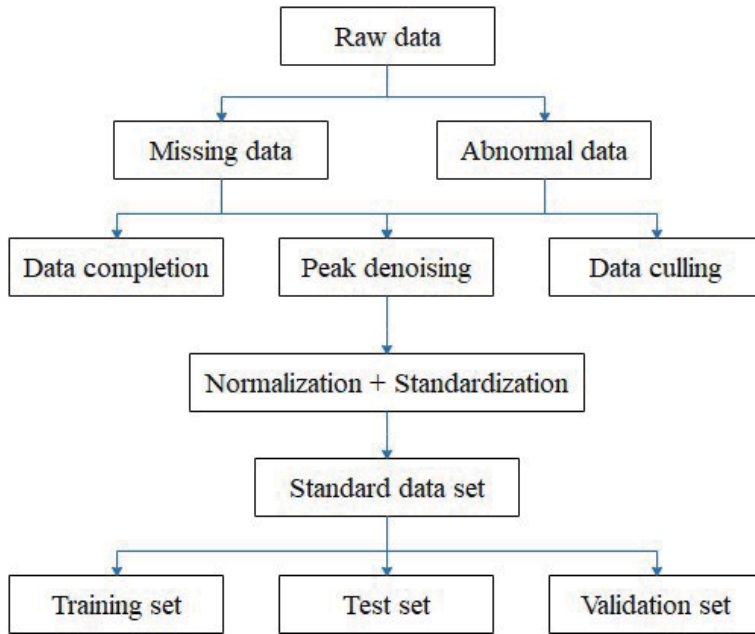 Raw data
Missing data
Abnormal data
Data completion
Peak denoising
Data culling
Normalization + Standardization
Standard data set
Training set
Test set
Validation set